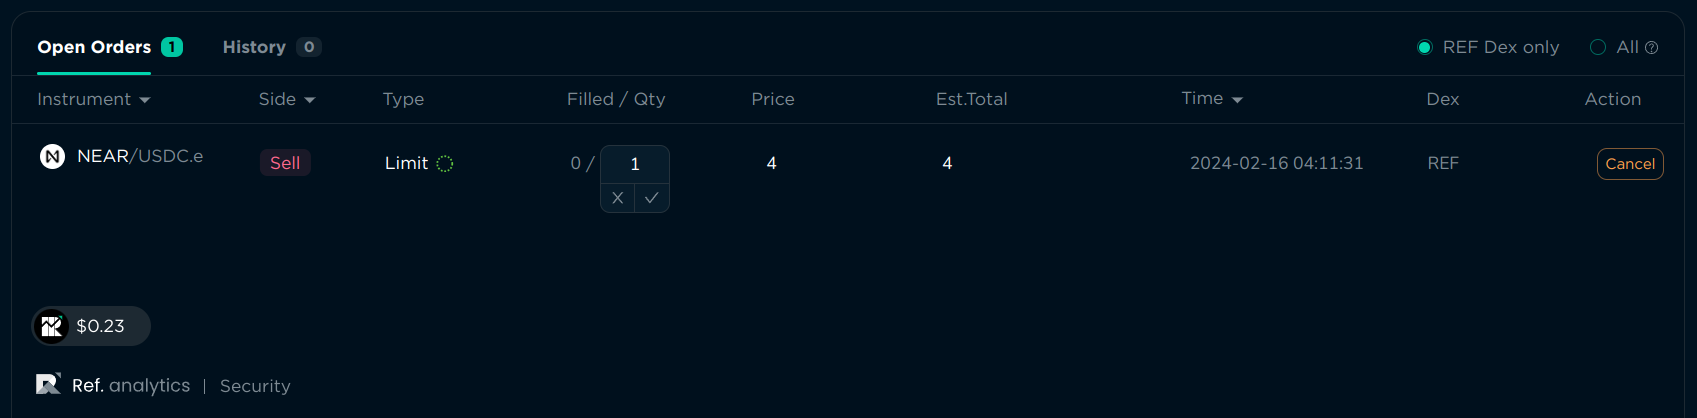 Open Orders 1 History 0 REF Dex only All
Instrument Side Type Filled / Qty Price Est.Total Time Dex Action
NEAR/USDC.e Sell Limit 0 / 1 4 4 2024-02-16 04:11:31 REF Cancel
$0.23
Ref. analytics | Security